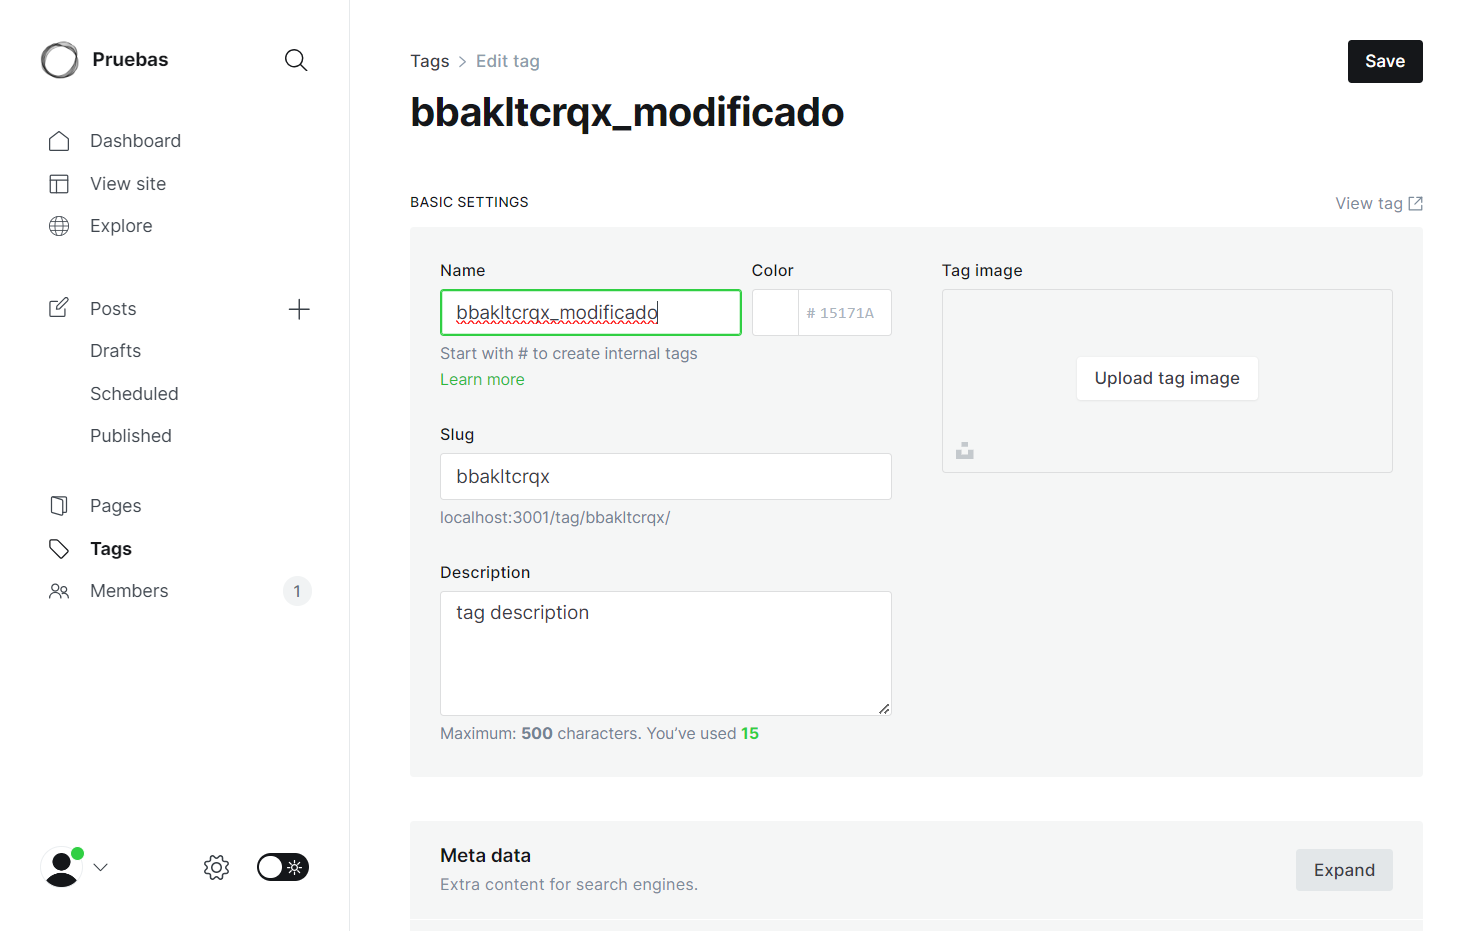 Pruebas
Dashboard
View site
Explore
Posts
Drafts
Scheduled
Published
Pages
Tags
Members 1
Tags > Edit tag
Save
bbakltcrqx_modificado
BASIC SETTINGS
View tag
Name
bbakltcrqx_modificado
Start with # to create internal tags
Learn more
Color
# 15171A
Slug
bbakltcrqx
localhost:3001/tag/bbakltcrqx/
Description
tag description
Maximum: 500 characters. You’ve used 15
Tag image
Upload tag image
Meta data
Extra content for search engines.
Expand